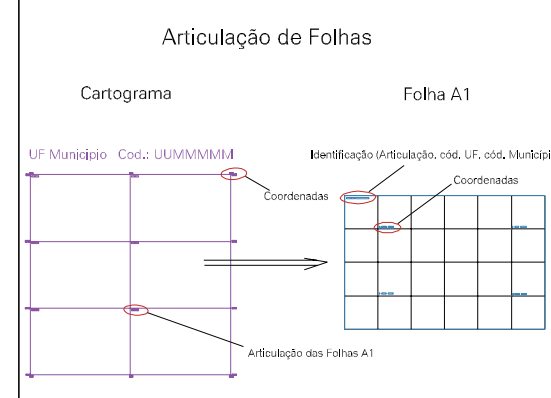 Articulação de Folhas
Cartograma
Folha A1
UF Município Cod.: UUMMMMM
Identificação (Articulação, cód. UF, cód. Municípi
Coordenadas
Coordenadas
Articulação das Folhas A1